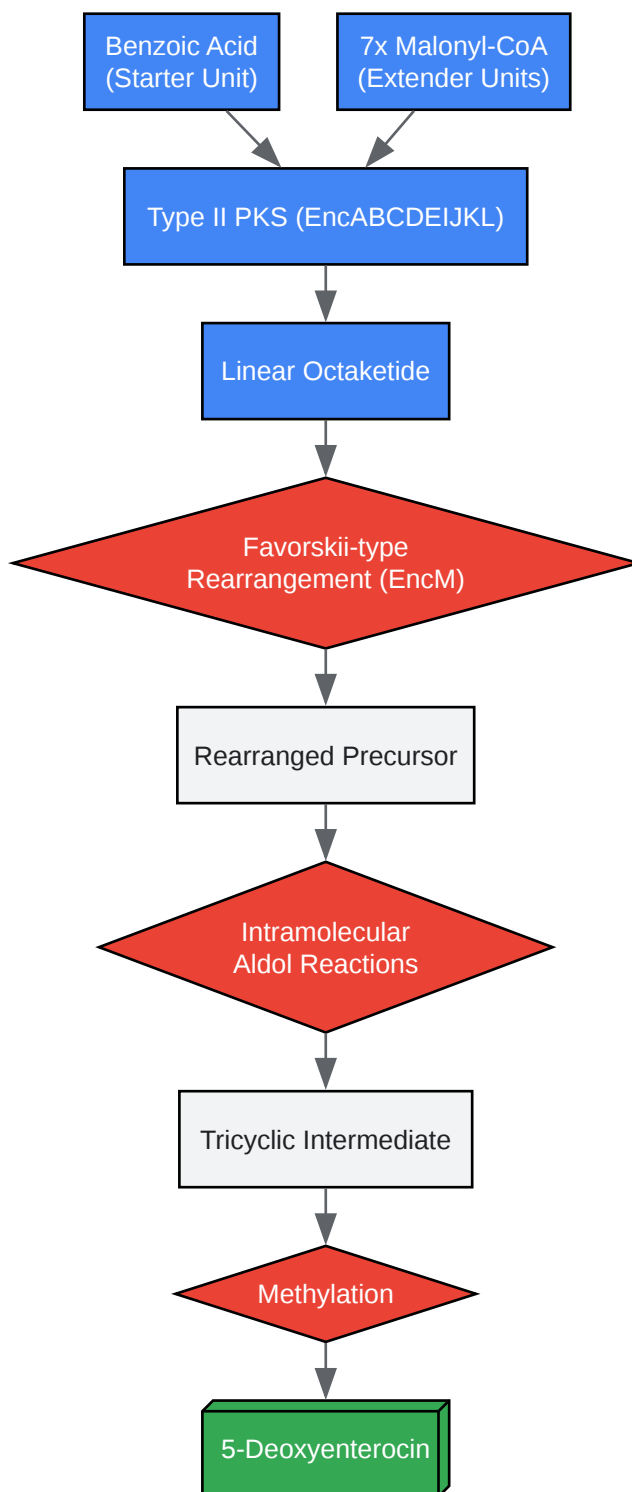 Benzoic Acid
(Starter Unit)
7x Malonyl-CoA
(Extender Units)
Type II PKS (EncABCDEIJKL)
Linear Octaketide
Favorskii-type
Rearrangement (EncM)
Rearranged Precursor
Intramolecular
Aldol Reactions
Tricyclic Intermediate
Methylation
5-Deoxyenterocin